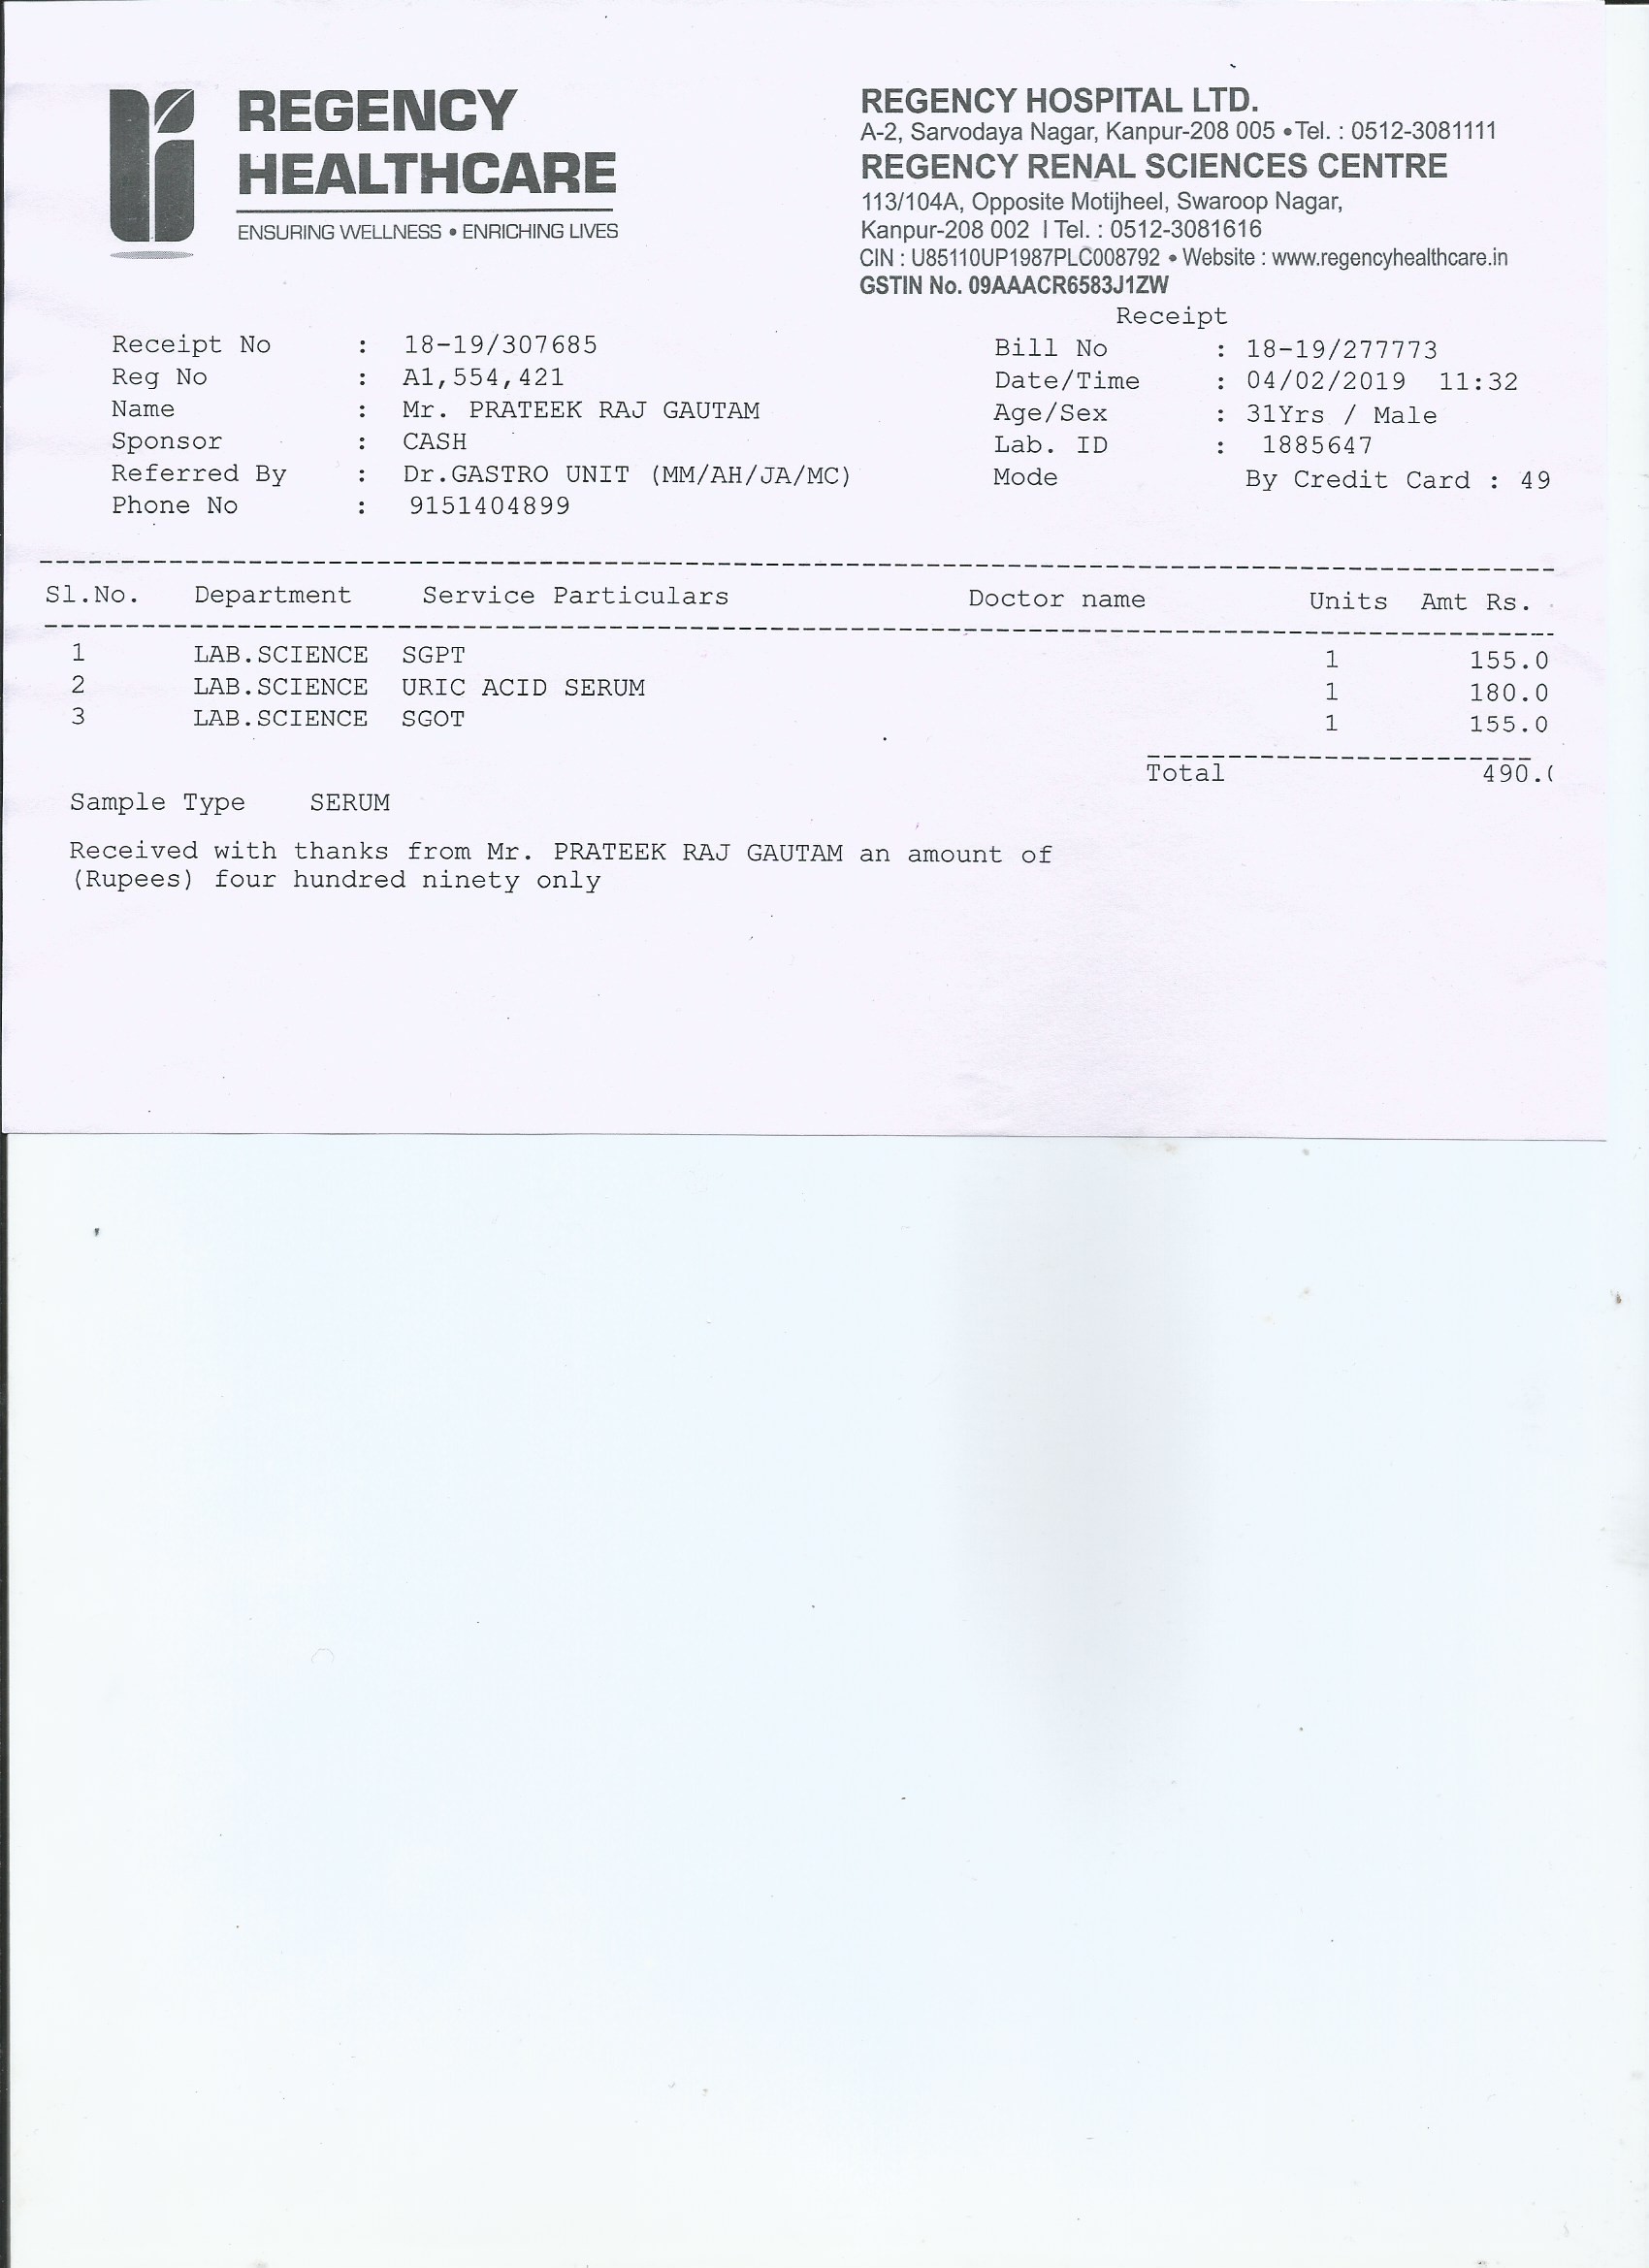 REGENCY
HEALTHCARE
ENSURING WELLNESS • ENRICHING LIVES
REGENCY HOSPITAL LTD.
A-2, Sarvodaya Nagar, Kanpur-208 005 • Tel. : 0512-3081111
REGENCY RENAL SCIENCES CENTRE
113/104A, Opposite Motijheel, Swaroop Nagar,
Kanpur-208 002 I Tel. : 0512-3081616
CIN : U85110UP1987PLC008792 • Website : www.regencyhealthcare.in
GSTIN No. 09AAACR6583J1ZW
Receipt
Receipt No : 18-19/307685 Bill No : 18-19/277773
Reg No : A1,554,421 Date/Time : 04/02/2019 11:32
Name : Mr. PRATEEK RAJ GAUTAM Age/Sex : 31Yrs / Male
Sponsor : CASH Lab. ID : 1885647
Referred By : Dr.GASTRO UNIT (MM/AH/JA/MC) Mode By Credit Card : 49
Phone No : 9151404899
Sl.No. Department Service Particulars Doctor name Units Amt Rs.
1 LAB.SCIENCE SGPT 1 155.0
2 LAB.SCIENCE URIC ACID SERUM 1 180.0
3 LAB.SCIENCE SGOT 1 155.0
Total 490.
Sample Type SERUM
Received with thanks from Mr. PRATEEK RAJ GAUTAM an amount of
(Rupees) four hundred ninety only